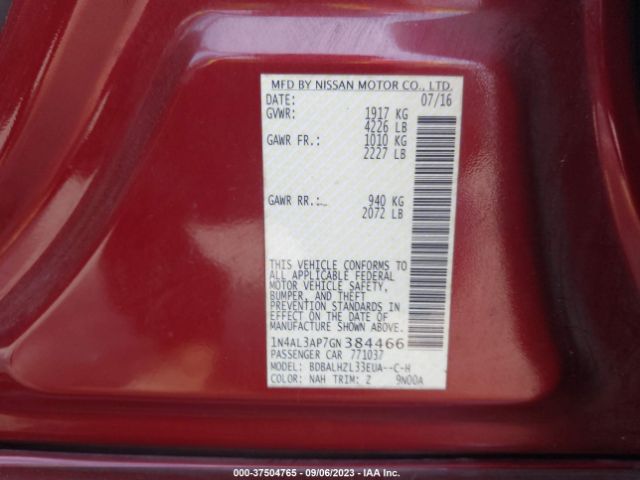 MFD BY NISSAN MOTOR CO., LTD.
DATE: 07/16
GVWR: 1917 KG
4226 LB
GAWR FR.: 1010 KG
2227 LB
GAWR RR.: 940 KG
2072 LB
THIS VEHICLE CONFORMS TO
ALL APPLICABLE FEDERAL
MOTOR VEHICLE SAFETY,
BUMPER, AND THEFT
PREVENTION STANDARDS IN
EFFECT ON THE DATE OF
MANUFACTURE SHOWN ABOVE.
1N4AL3AP7GN384466
PASSENGER CAR 771037
MODEL: BDBALHZL33EUA--C-H
COLOR: NAH TRIM: Z 9N00A
000-37504765 - 09/06/2023 - IAA Inc.